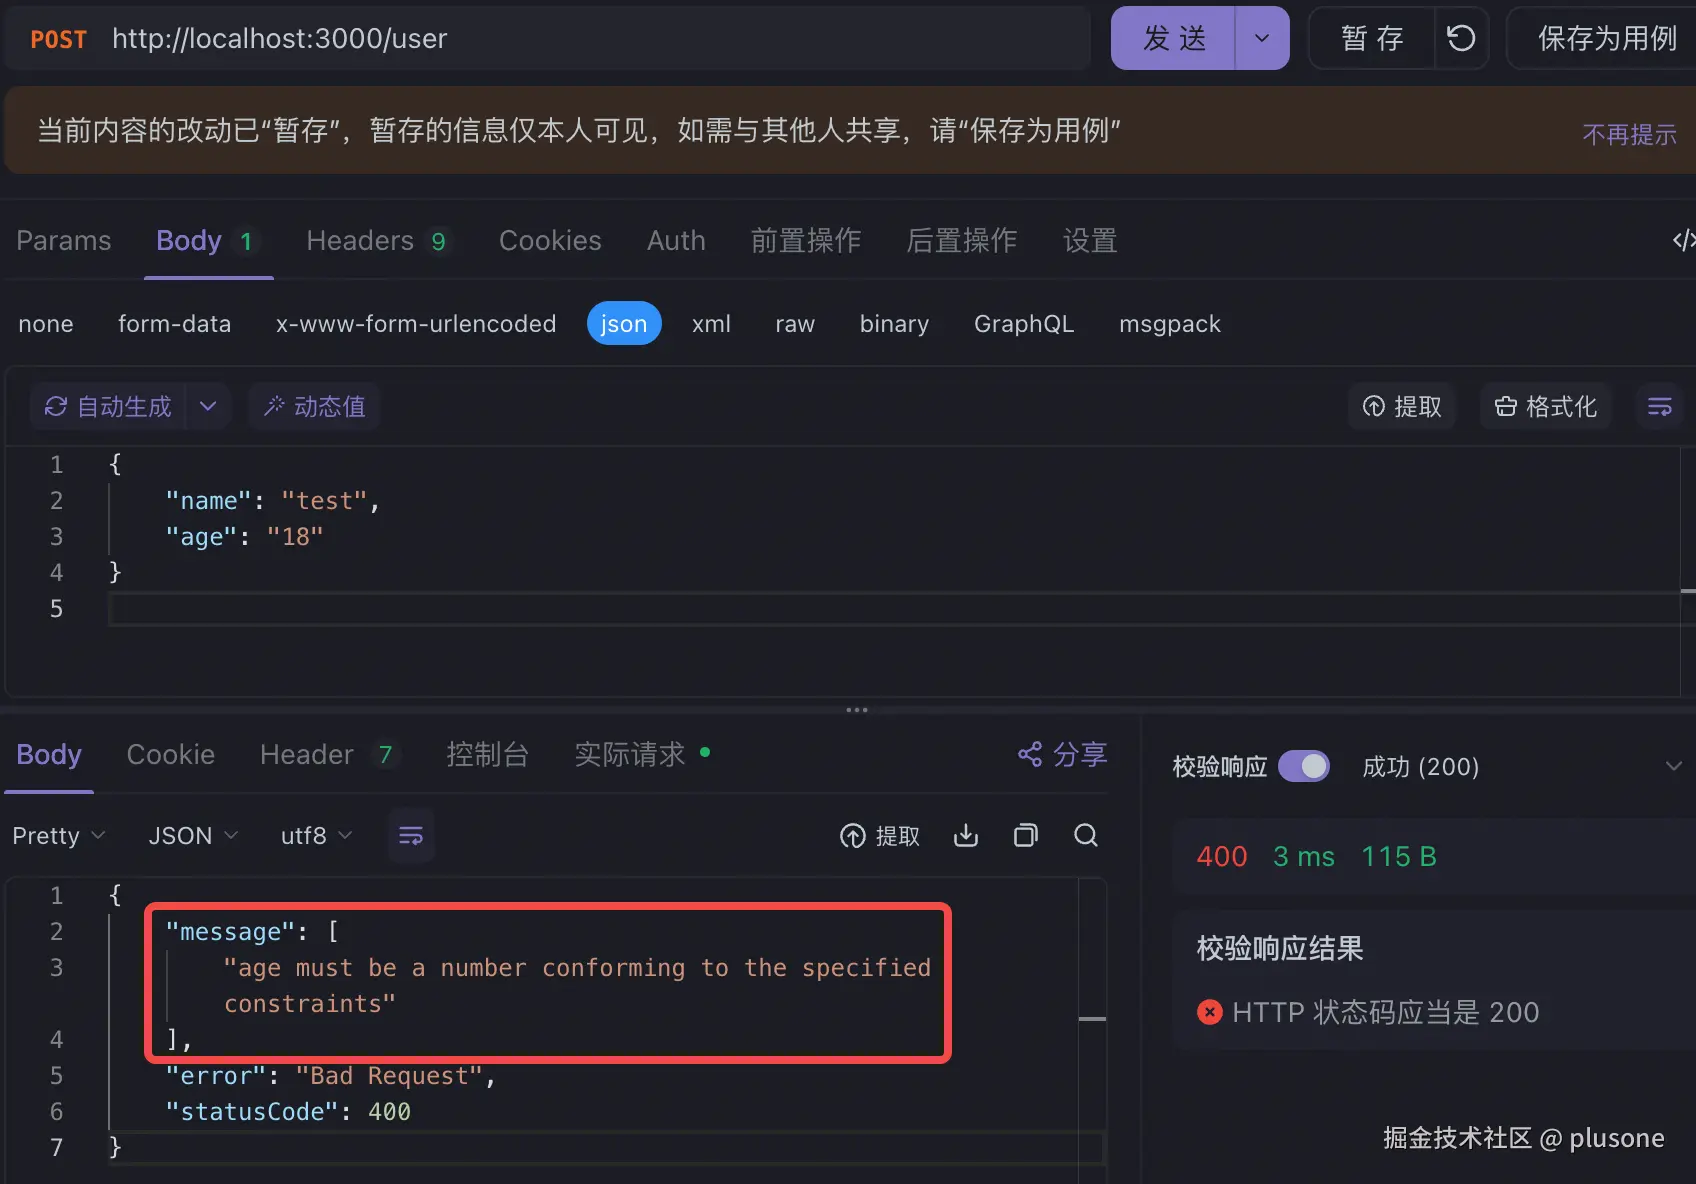 POST http://localhost:3000/user 发 送 暂 存 保存为用例
当前内容的改动已“暂存”，暂存的信息仅本人可见，如需与其他人共享，请“保存为用例” 不再提示
Params Body 1 Headers 9 Cookies Auth 前置操作 后置操作 设置
none form-data x-www-form-urlencoded json xml raw binary GraphQL msgpack
自动生成 动态值 提取 格式化
1 {
2 "name": "test",
3 "age": "18"
4 }
5
Body Cookie Header 7 控制台 实际请求 分享
Pretty JSON utf8 提取
1 {
2 "message": [
3 "age must be a number conforming to the specified
constraints"
4 ],
5 "error": "Bad Request",
6 "statusCode": 400
7 }
校验响应 成功 (200)
400 3 ms 115 B
校验响应结果
HTTP 状态码应当是 200
掘金技术社区 @ plusone